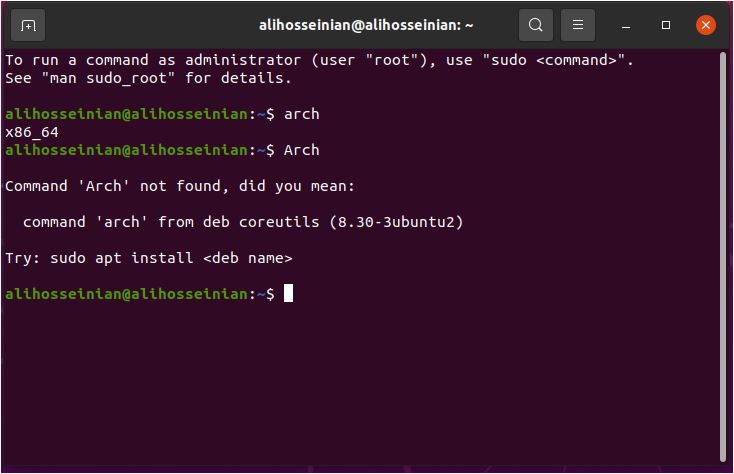 alihosseinian@alihosseinian: ~
To run a command as administrator (user "root"), use "sudo <command>".
See "man sudo_root" for details.
alihosseinian@alihosseinian:~$ arch
x86_64
alihosseinian@alihosseinian:~$ Arch
Command 'Arch' not found, did you mean:
  command 'arch' from deb coreutils (8.30-3ubuntu2)
Try: sudo apt install <deb name>
alihosseinian@alihosseinian:~$